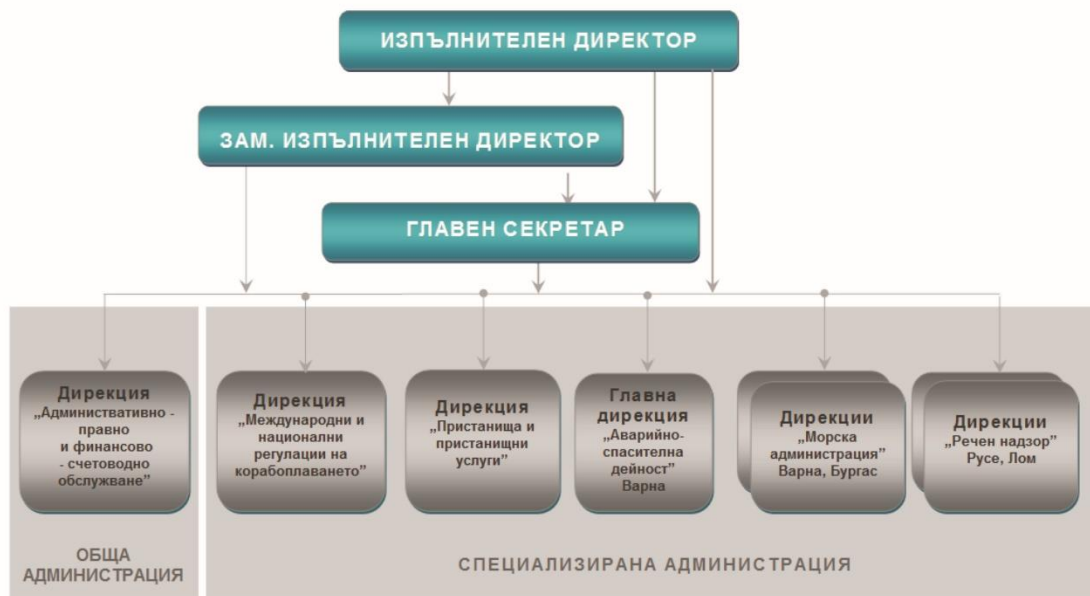 ИЗПЪЛНИТЕЛЕН ДИРЕКТОР
ЗАМ. ИЗПЪЛНИТЕЛЕН ДИРЕКТОР
ГЛАВЕН СЕКРЕТАР
Дирекция
„Администвативно -
правно
и финансово
- счетоводно
обслужване”
Дирекция
„Международни и
национални
регулации на
корабоплаването”
Дирекция
„Пристанища и
пристанищни
услуги”
Главна
дирекция
„Аварийно-
спасителна
дейност”
Варна
Дирекции
„Морска
администрация”
Варна, Бургас
Дирекции
„Речен надзор”
Русе, Лом
ОБЩА
АДМИНИСТРАЦИЯ
СПЕЦИАЛИЗИРАНА АДМИНИСТРАЦИЯ